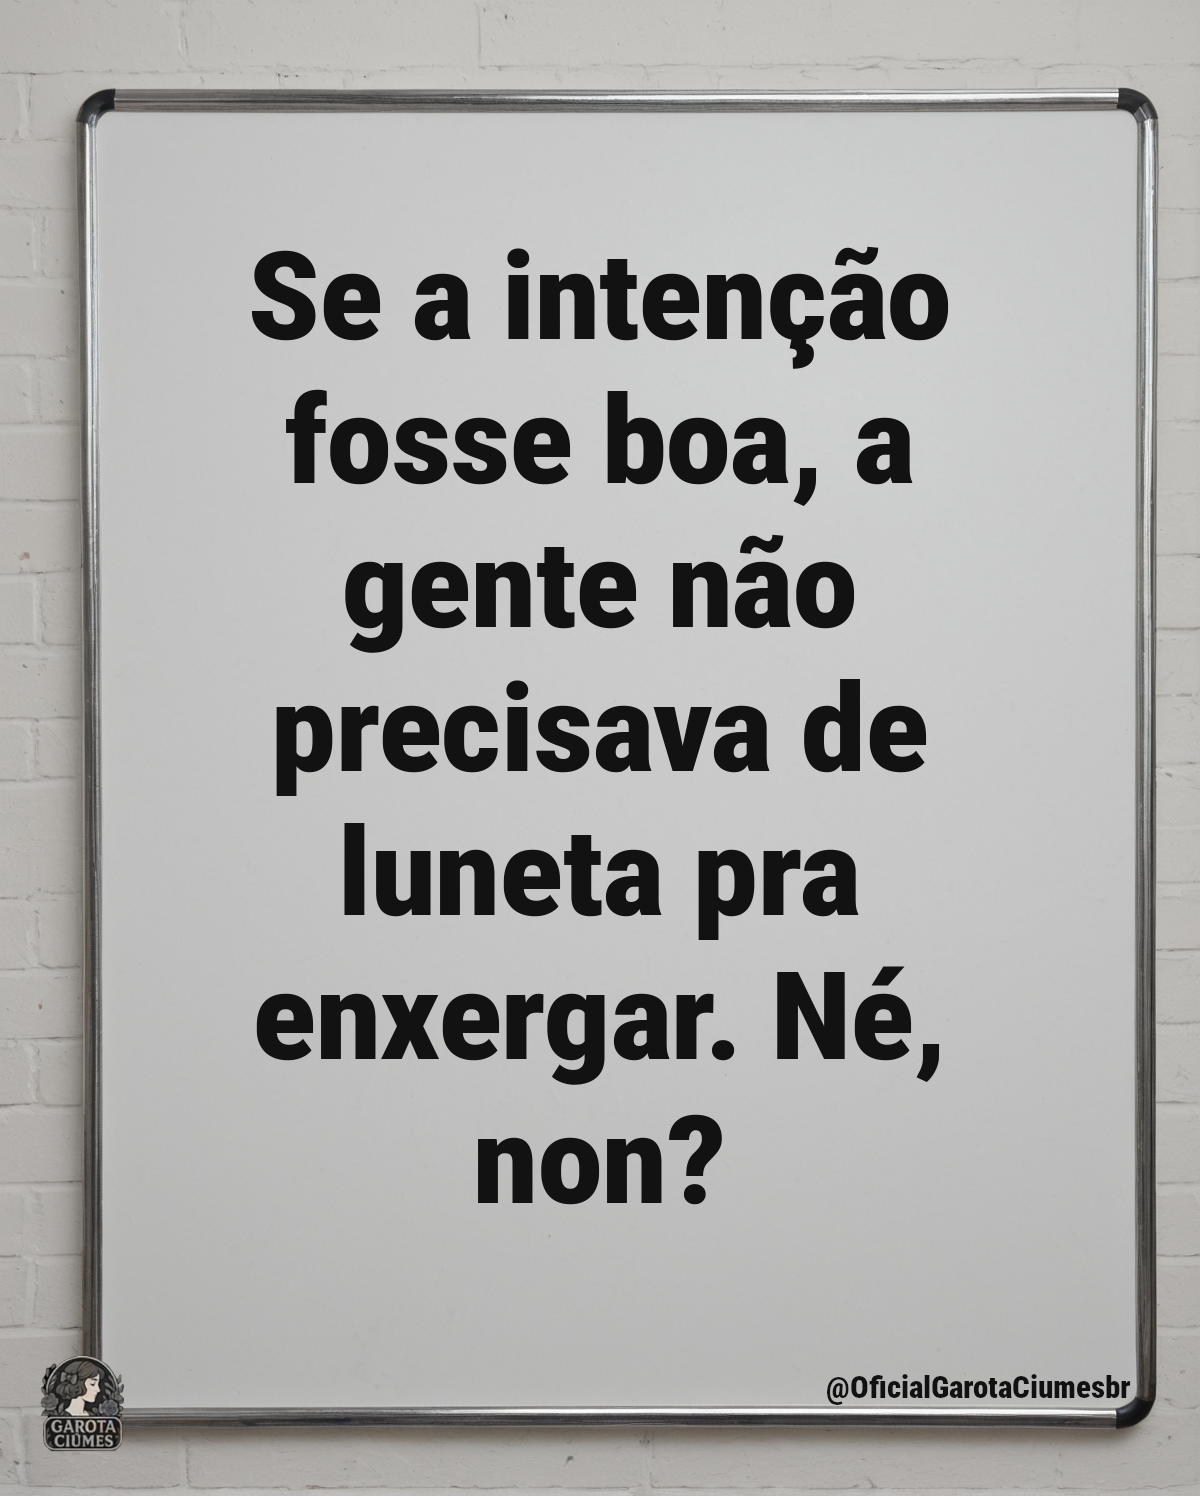 Se a intenção
fosse boa, a
gente não
precisava de
luneta pra
enxergar. Né,
non?
@OficialGarotaCiumesbr
GAROTA
CIÚMES